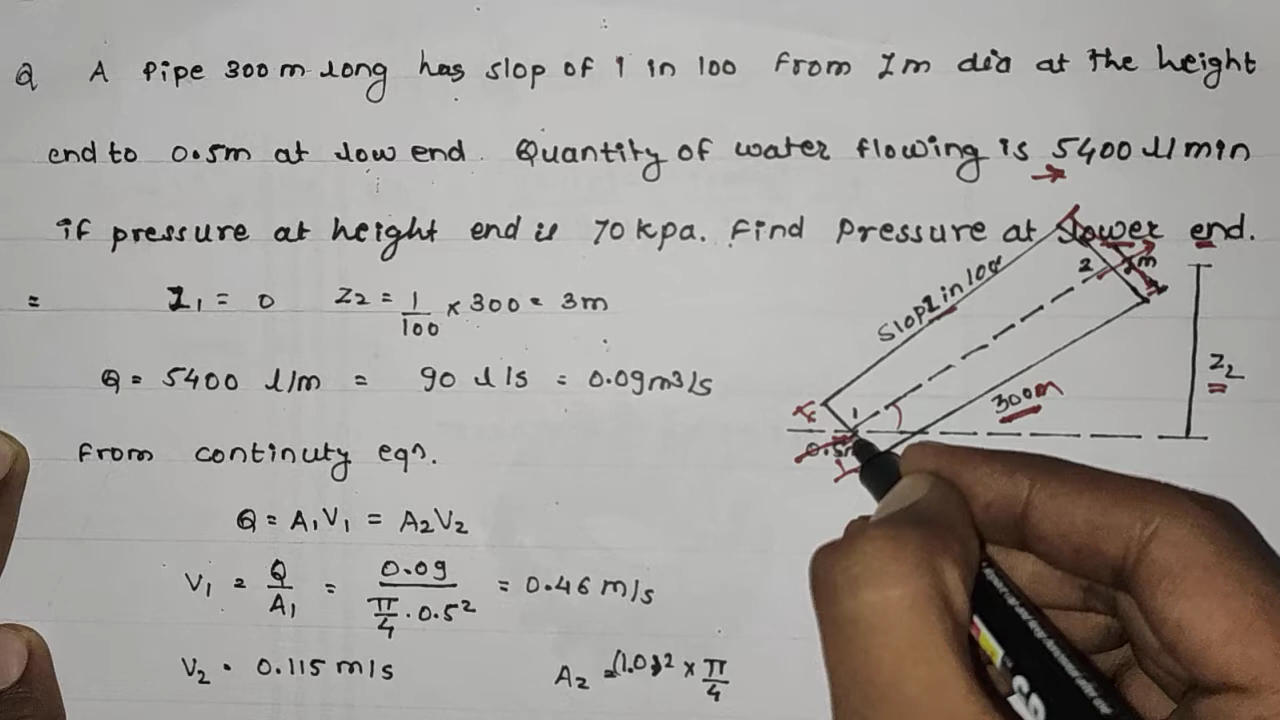 Q A Pipe 300 m long has slop of 1 in 100 from 1m dia at the height
end to 0.5m at low end. Quantity of water flowing is 5400 l/min
if pressure at height end is 70 kpa. Find Pressure at lower end.
= Z₁ = 0 Z₂ = 1/100 × 300 = 3m
Q = 5400 l/m = 90 l/s = 0.09 m³/s
From continuty eqn.
Q = A₁V₁ = A₂V₂
V₁ = Q/A₁ = 0.09/(π/4 · 0.5²) = 0.46 m/s
V₂ = 0.115 m/s A₂ = (1.0)² × π/4
Slop 1 in 100
2
1m
Z₂
300m
1